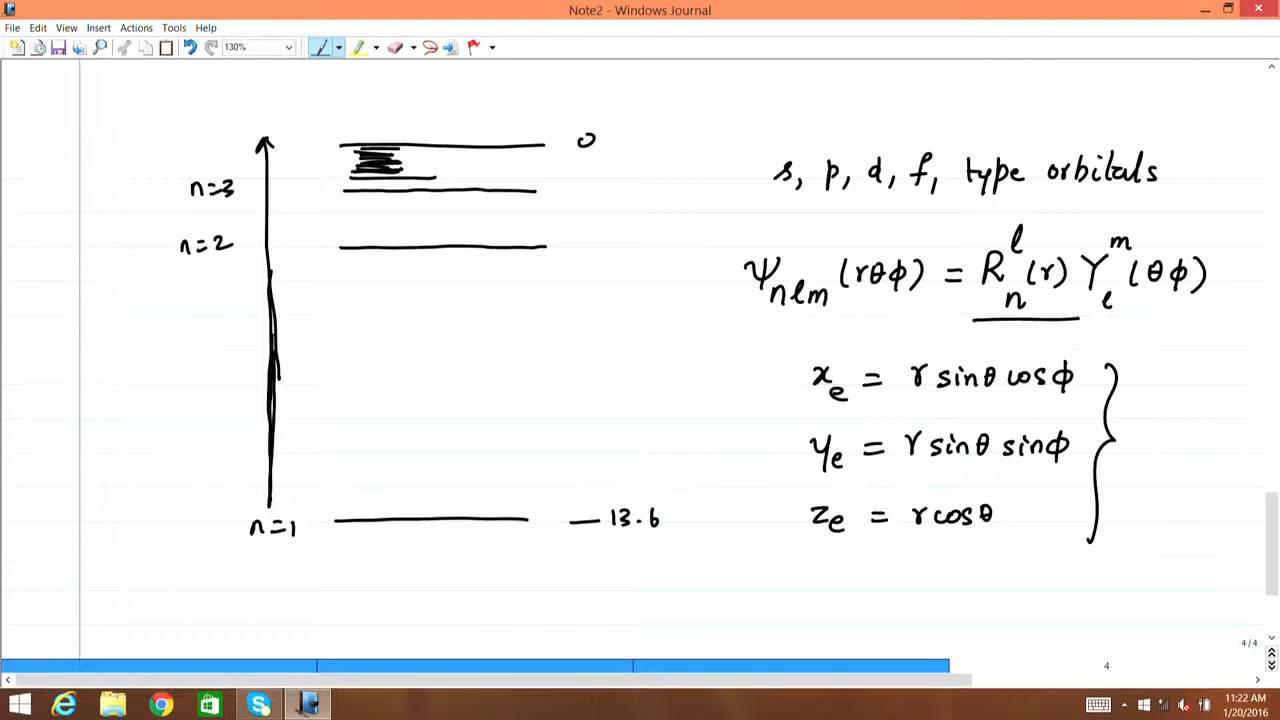 Note2 - Windows Journal
File Edit View Insert Actions Tools Help
130%
0
n=3
n=2
n=1
— 13.6
s, p, d, f, type orbitals
Ψnlm (rθϕ) = Rnˡ(r) Yₗᵐ(θϕ)
xe = r sinθ cosϕ
ye = r sinθ sinϕ
ze = r cosθ
4/4
4
11:22 AM
1/20/2016